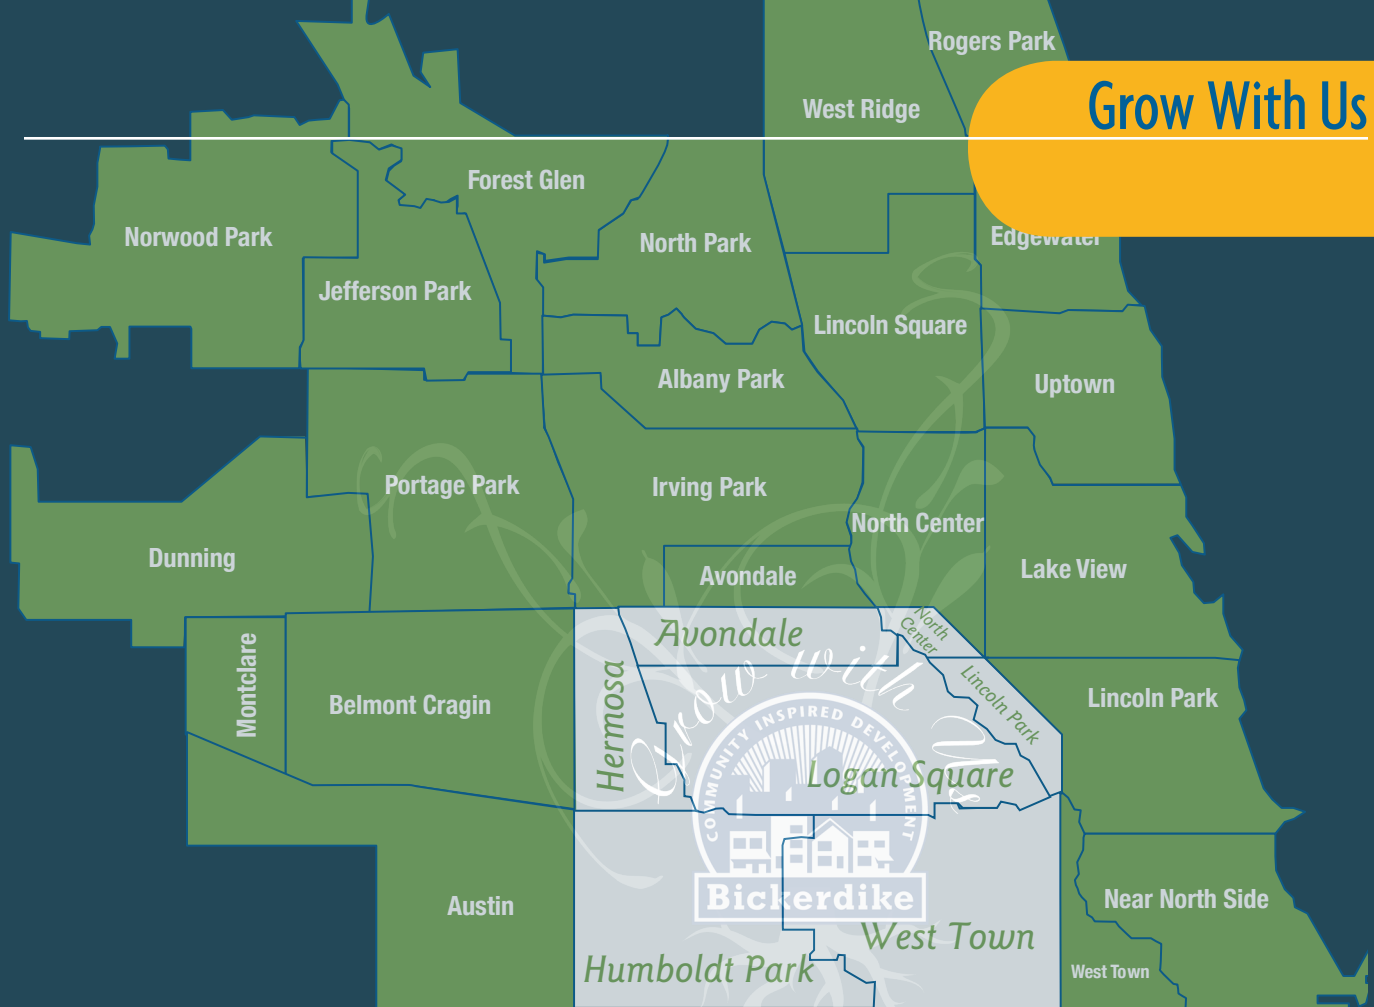 Rogers Park
Grow With Us
West Ridge
Forest Glen
Norwood Park
North Park
Edgewater
Jefferson Park
Lincoln Square
Albany Park
Uptown
Portage Park
Irving Park
North Center
Dunning
Lake View
Avondale
Avondale
North
Center
Hermosa
Montclare
Belmont Cragin
Grow with Us
Lincoln Park
Lincoln Park
COMMUNITY INSPIRED DEVELOPMENT
Logan Square
Bickerdike
Austin
Near North Side
West Town
Humboldt Park
West Town